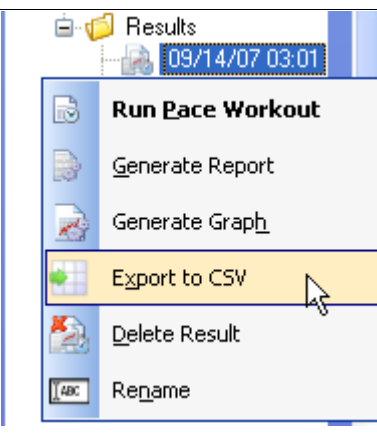 Results
09/14/07 03:01
Run Pace Workout
Generate Report
Generate Graph
Export to CSV
Delete Result
ABC
Rename